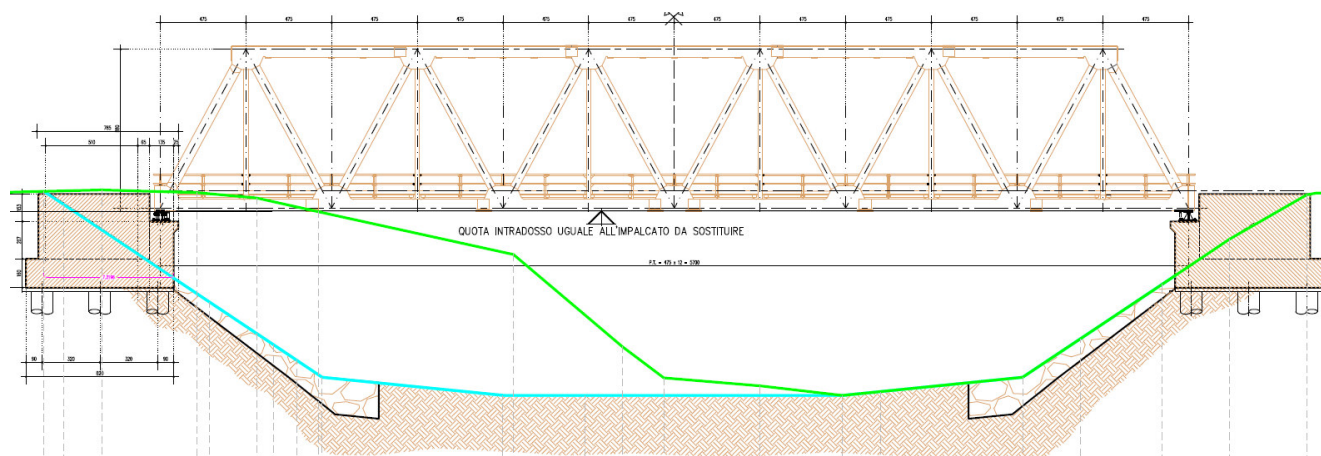 475 475 475 475 475 475 475 475 475 475 475 475
765
510 85 135
QUOTA INTRADOSSO UGUALE ALL'IMPALCATO DA SOSTITUIRE
P.T. = 475 x 12 = 5700
90 320 320 90
820